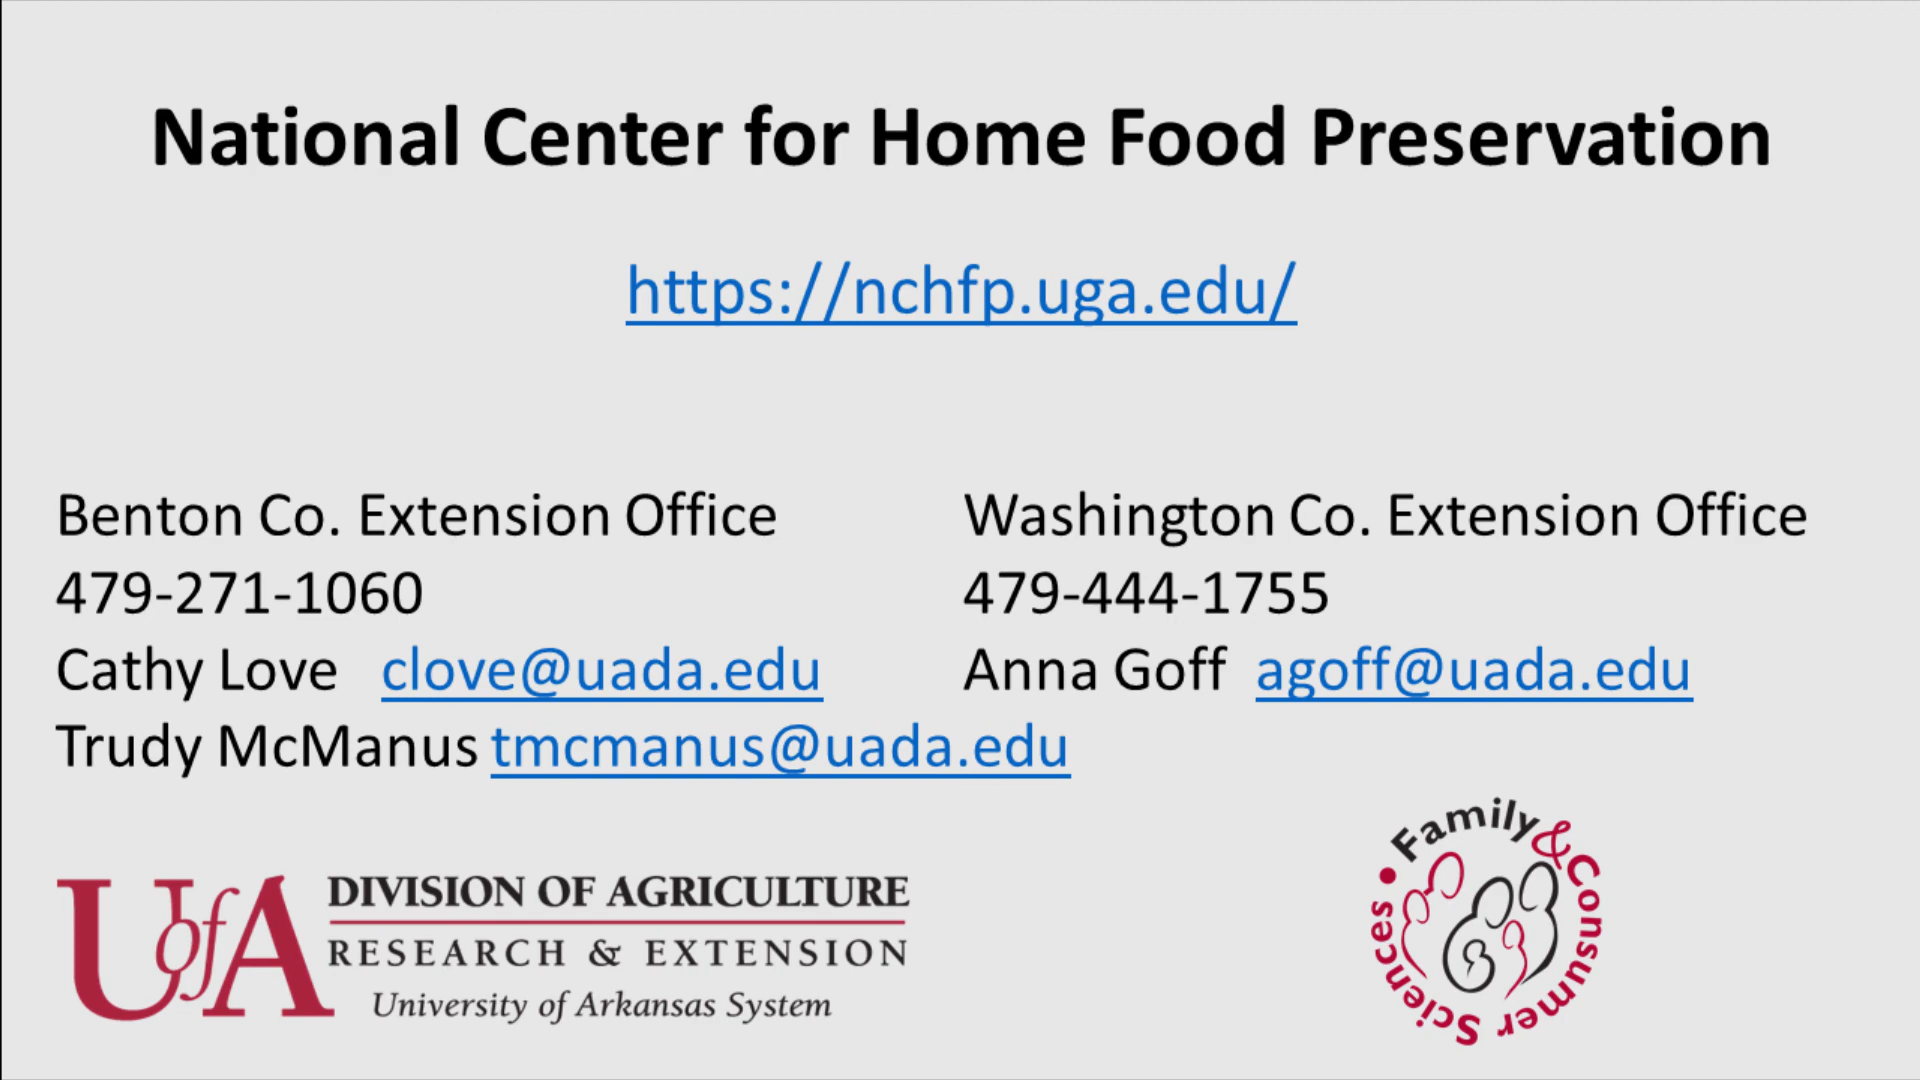 National Center for Home Food Preservation
https://nchfp.uga.edu/
Benton Co. Extension Office
479-271-1060
Cathy Love clove@uada.edu
Trudy McManus tmcmanus@uada.edu
Washington Co. Extension Office
479-444-1755
Anna Goff agoff@uada.edu
UofA
DIVISION OF AGRICULTURE
RESEARCH & EXTENSION
University of Arkansas System
Family & Consumer Sciences •